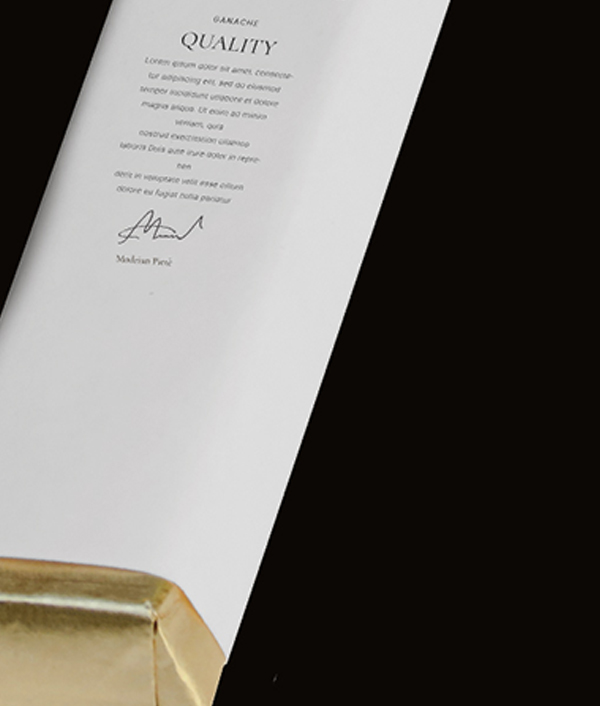 GANACHE
QUALITY
Lorem ipsum dolor sit amet, consecte-
tur adipiscing elit, sed do eiusmod
tempor incididunt utlabore et dolore
magna aliqua. Ut enim ad minim
veniam, quis
nostrud exercitation ullamco
laboris Duis aute irure dolor in repre-
hen
derit in voluptate velit esse cillum
dolore eu fugiat nulla pariatur